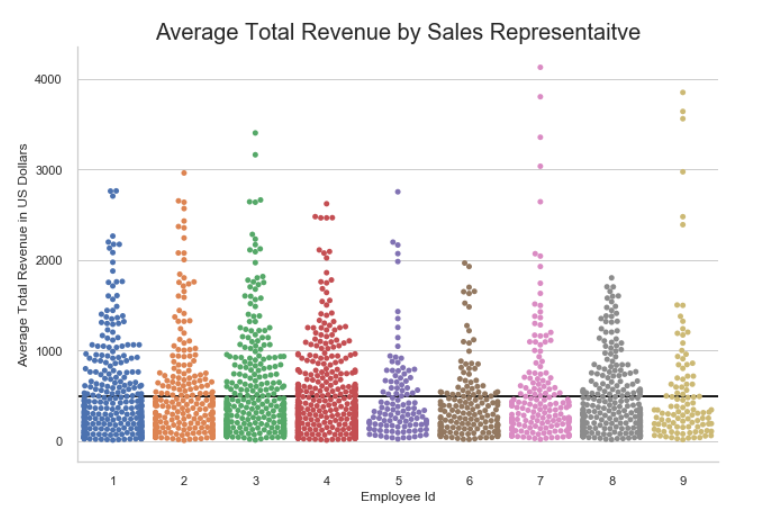 Average Total Revenue by Sales Representaitve
Average Total Revenue in US Dollars
4000
3000
2000
1000
0
1 2 3 4 5 6 7 8 9
Employee Id